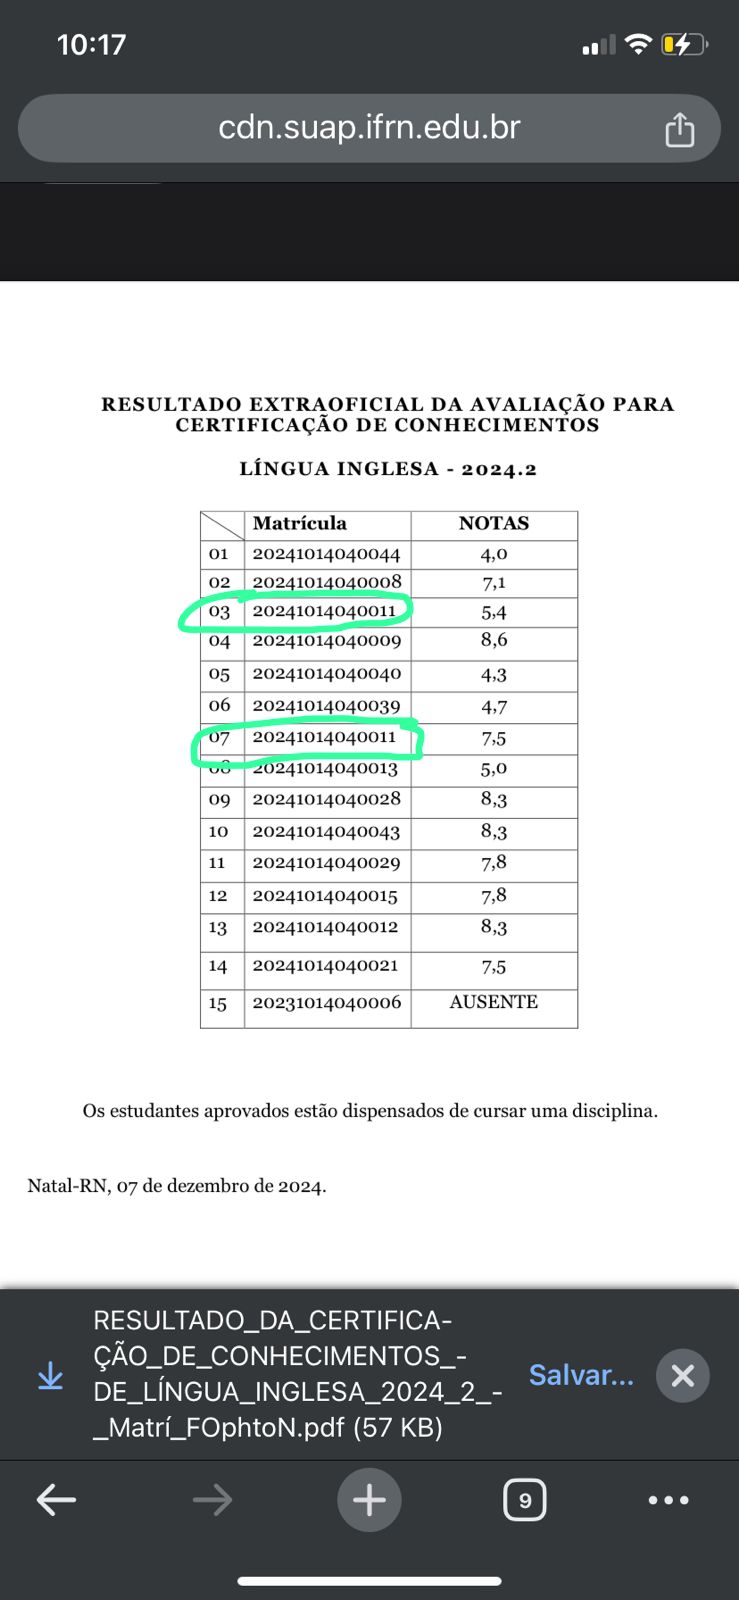 10:17
cdn.suap.ifrn.edu.br
RESULTADO EXTRAOFICIAL DA AVALIAÇÃO PARA
CERTIFICAÇÃO DE CONHECIMENTOS
LÍNGUA INGLESA - 2024.2
Matrícula NOTAS
01 20241014040044 4,0
02 20241014040008 7,1
03 20241014040011 5,4
04 20241014040009 8,6
05 20241014040040 4,3
06 20241014040039 4,7
07 20241014040011 7,5
08 20241014040013 5,0
09 20241014040028 8,3
10 20241014040043 8,3
11 20241014040029 7,8
12 20241014040015 7,8
13 20241014040012 8,3
14 20241014040021 7,5
15 20231014040006 AUSENTE
Os estudantes aprovados estão dispensados de cursar uma disciplina.
Natal-RN, 07 de dezembro de 2024.
RESULTADO_DA_CERTIFICA-
ÇÃO_DE_CONHECIMENTOS_-
DE_LÍNGUA_INGLESA_2024_2_-
_Matrí_FOphtoN.pdf (57 KB)
Salvar...
9